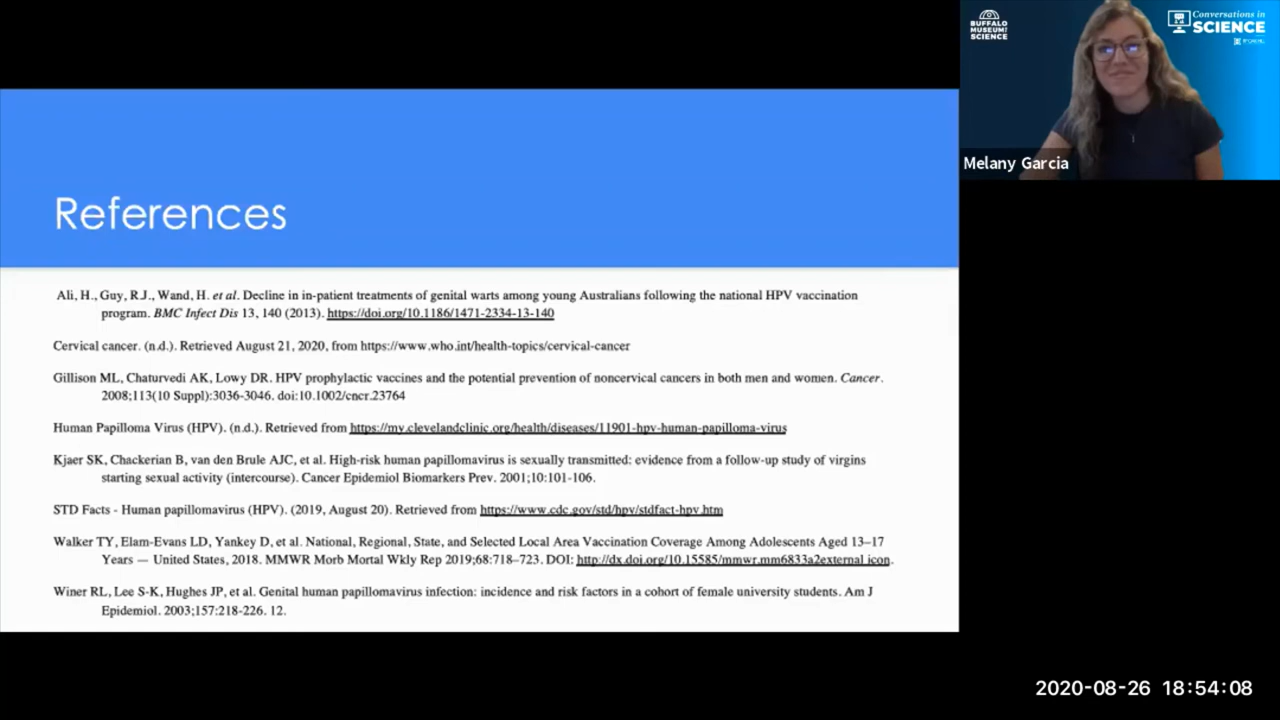 BUFFALO
MUSEUM OF
SCIENCE
Conversations in
SCIENCE
Melany Garcia
References
Ali, H., Guy, R.J., Wand, H. et al. Decline in in-patient treatments of genital warts among young Australians following the national HPV vaccination
program. BMC Infect Dis 13, 140 (2013). https://doi.org/10.1186/1471-2334-13-140
Cervical cancer. (n.d.). Retrieved August 21, 2020, from https://www.who.int/health-topics/cervical-cancer
Gillison ML, Chaturvedi AK, Lowy DR. HPV prophylactic vaccines and the potential prevention of noncervical cancers in both men and women. Cancer.
2008;113(10 Suppl):3036-3046. doi:10.1002/cncr.23764
Human Papilloma Virus (HPV). (n.d.). Retrieved from https://my.clevelandclinic.org/health/diseases/11901-hpv-human-papilloma-virus
Kjaer SK, Chackerian B, van den Brule AJC, et al. High-risk human papillomavirus is sexually transmitted: evidence from a follow-up study of virgins
starting sexual activity (intercourse). Cancer Epidemiol Biomarkers Prev. 2001;10:101-106.
STD Facts - Human papillomavirus (HPV). (2019, August 20). Retrieved from https://www.cdc.gov/std/hpv/stdfact-hpv.htm
Walker TY, Elam-Evans LD, Yankey D, et al. National, Regional, State, and Selected Local Area Vaccination Coverage Among Adolescents Aged 13–17
Years — United States, 2018. MMWR Morb Mortal Wkly Rep 2019;68:718–723. DOI: http://dx.doi.org/10.15585/mmwr.mm6833a2external icon.
Winer RL, Lee S-K, Hughes JP, et al. Genital human papillomavirus infection: incidence and risk factors in a cohort of female university students. Am J
Epidemiol. 2003;157:218-226. 12.
2020-08-26 18:54:08